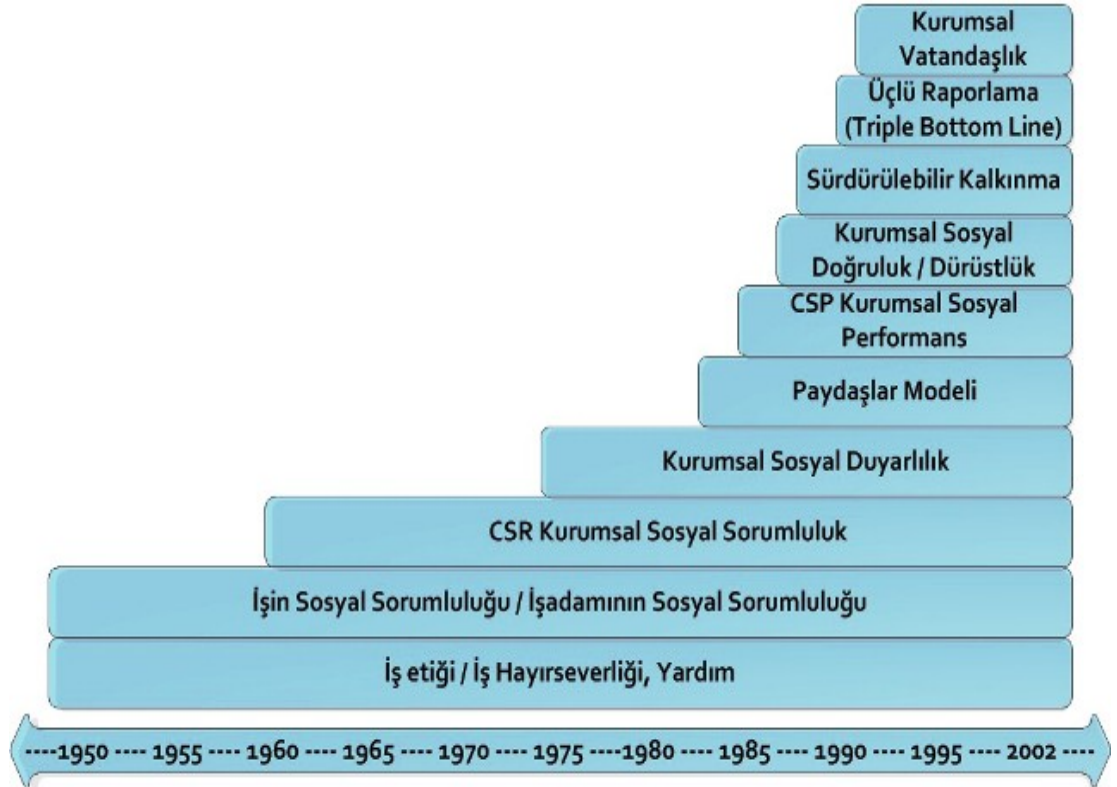 Kurumsal
Vatandaşlık
Üçlü Raporlama
(Triple Bottom Line)
Sürdürülebilir Kalkınma
Kurumsal Sosyal
Doğruluk / Dürüstlük
CSP Kurumsal Sosyal
Performans
Paydaşlar Modeli
Kurumsal Sosyal Duyarlılık
CSR Kurumsal Sosyal Sorumluluk
İşin Sosyal Sorumluluğu / İşadamının Sosyal Sorumluluğu
İş etiği / İş Hayırseverliği, Yardım
----1950 ---- 1955 ---- 1960 ---- 1965 ---- 1970 ---- 1975 ----1980 ---- 1985 ---- 1990 ---- 1995 ---- 2002 ----